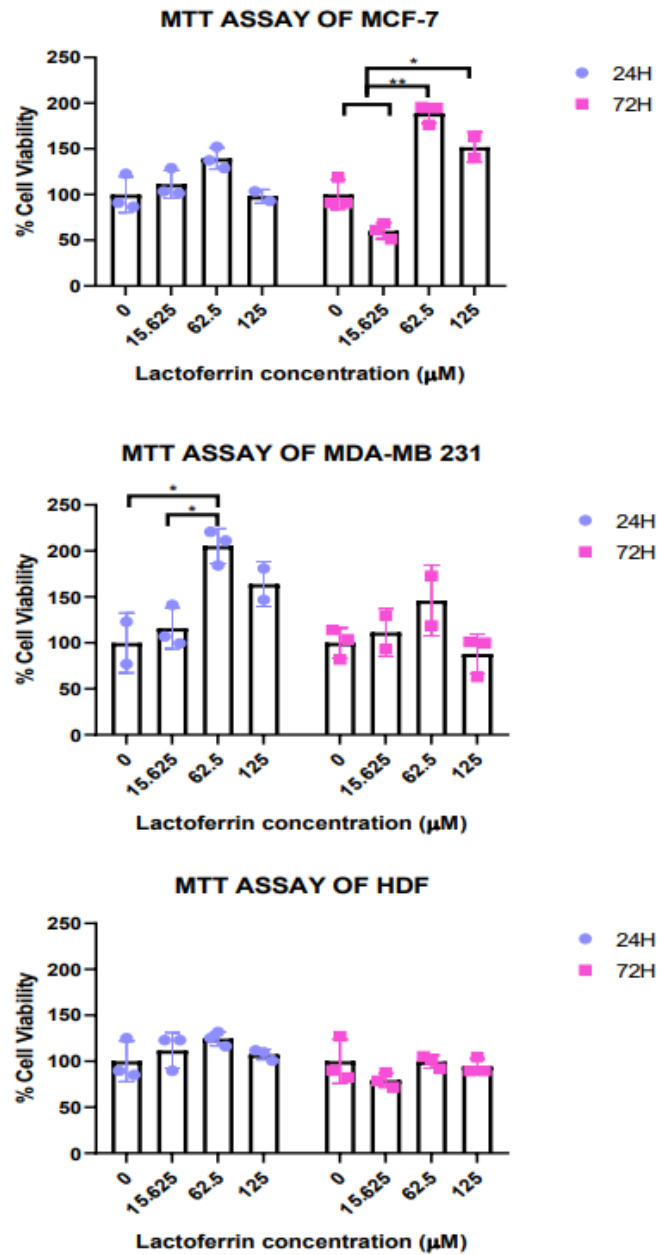 MTT ASSAY OF MCF-7
24H
72H
*
**
% Cell Viability
250
200
150
100
50
0
0 15.625 62.5 125 0 15.625 62.5 125
Lactoferrin concentration (μM)
MTT ASSAY OF MDA-MB 231
24H
72H
*
*
% Cell Viability
250
200
150
100
50
0
0 15.625 62.5 125 0 15.625 62.5 125
Lactoferrin concentration (μM)
MTT ASSAY OF HDF
24H
72H
% Cell Viability
250
200
150
100
50
0
0 15.625 62.5 125 0 15.625 62.5 125
Lactoferrin concentration (μM)